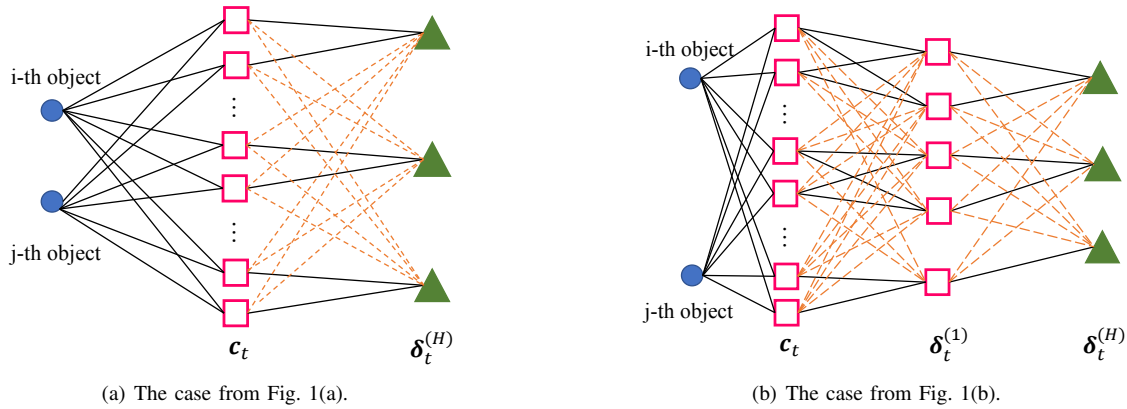 i-th object
j-th object
⋮
⋮
c_t
δ_t^{(H)}
(a) The case from Fig. 1(a).
i-th object
j-th object
⋮
⋮
c_t
δ_t^{(1)}
δ_t^{(H)}
(b) The case from Fig. 1(b).